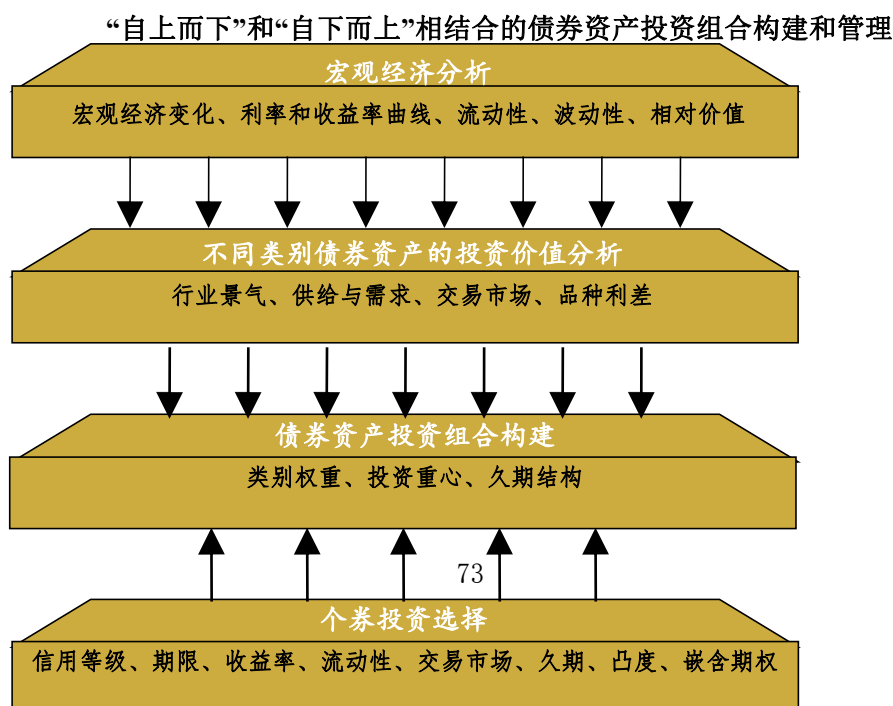 “自上而下”和“自下而上”相结合的债券资产投资组合构建和管理
宏观经济分析
宏观经济变化、利率和收益率曲线、流动性、波动性、相对价值
不同类别债券资产的投资价值分析
行业景气、供给与需求、交易市场、品种利差
债券资产投资组合构建
类别权重、投资重心、久期结构
73
个券投资选择
信用等级、期限、收益率、流动性、交易市场、久期、凸度、嵌含期权